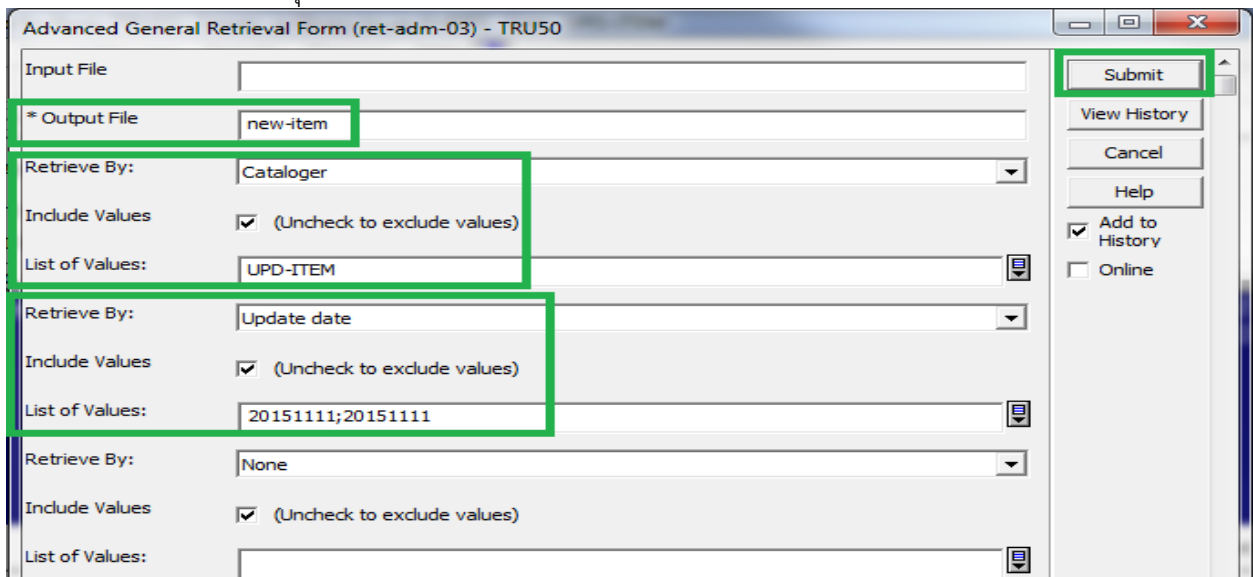 Advanced General Retrieval Form (ret-adm-03) - TRU50
Input File
Submit
* Output File
new-item
View History
Retrieve By:
Cataloger
Cancel
Help
Include Values
(Uncheck to exclude values)
Add to
History
List of Values:
UPD-ITEM
Online
Retrieve By:
Update date
Include Values
(Uncheck to exclude values)
List of Values:
20151111;20151111
Retrieve By:
None
Include Values
(Uncheck to exclude values)
List of Values: